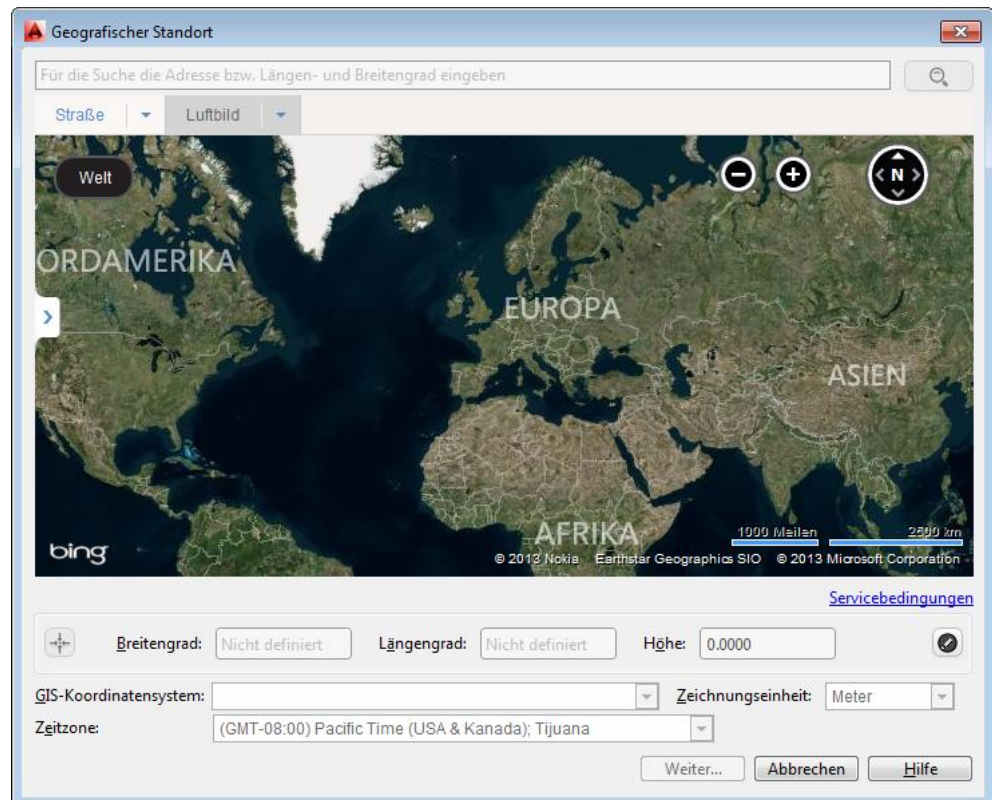 Geografischer Standort
Für die Suche die Adresse bzw. Längen- und Breitengrad eingeben
Straße Luftbild
Welt
N
ORDAMERIKA
EUROPA
ASIEN
AFRIKA
1000 Meilen 2500 km
bing
© 2013 Nokia Earthstar Geographics SIO © 2013 Microsoft Corporation
Servicebedingungen
Breitengrad: Nicht definiert Längengrad: Nicht definiert Höhe: 0.0000
GIS-Koordinatensystem: Zeichnungseinheit: Meter
Zeitzone: (GMT-08:00) Pacific Time (USA & Kanada); Tijuana
Weiter... Abbrechen Hilfe